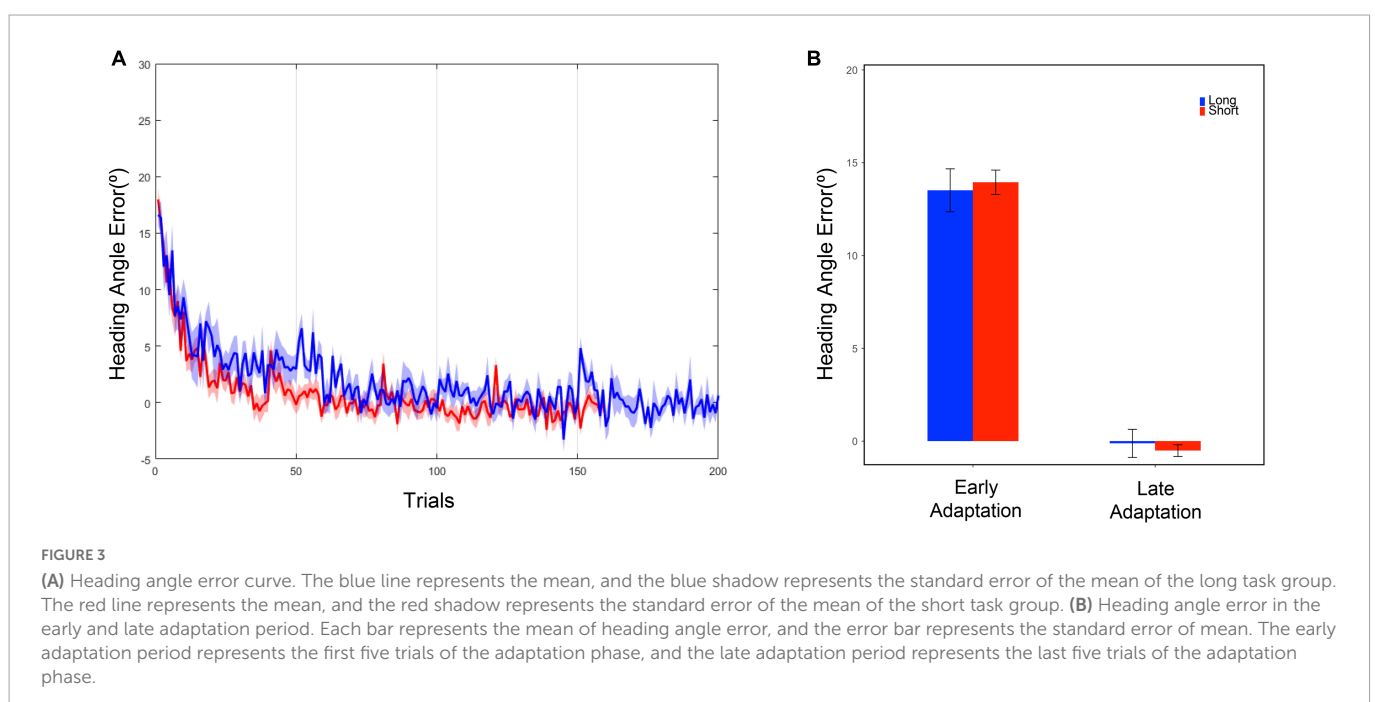 A
30
25
20
15
10
5
0
-5
Heading Angle Error(º)
0 50 100 150 200
Trials
B
20
15
10
5
0
Heading Angle Error(º)
Long
Short
Early
Adaptation
Late
Adaptation
FIGURE 3
(A) Heading angle error curve. The blue line represents the mean, and the blue shadow represents the standard error of the mean of the long task group.
The red line represents the mean, and the red shadow represents the standard error of the mean of the short task group. (B) Heading angle error in the
early and late adaptation period. Each bar represents the mean of heading angle error, and the error bar represents the standard error of mean. The early
adaptation period represents the first five trials of the adaptation phase, and the late adaptation period represents the last five trials of the adaptation
phase.